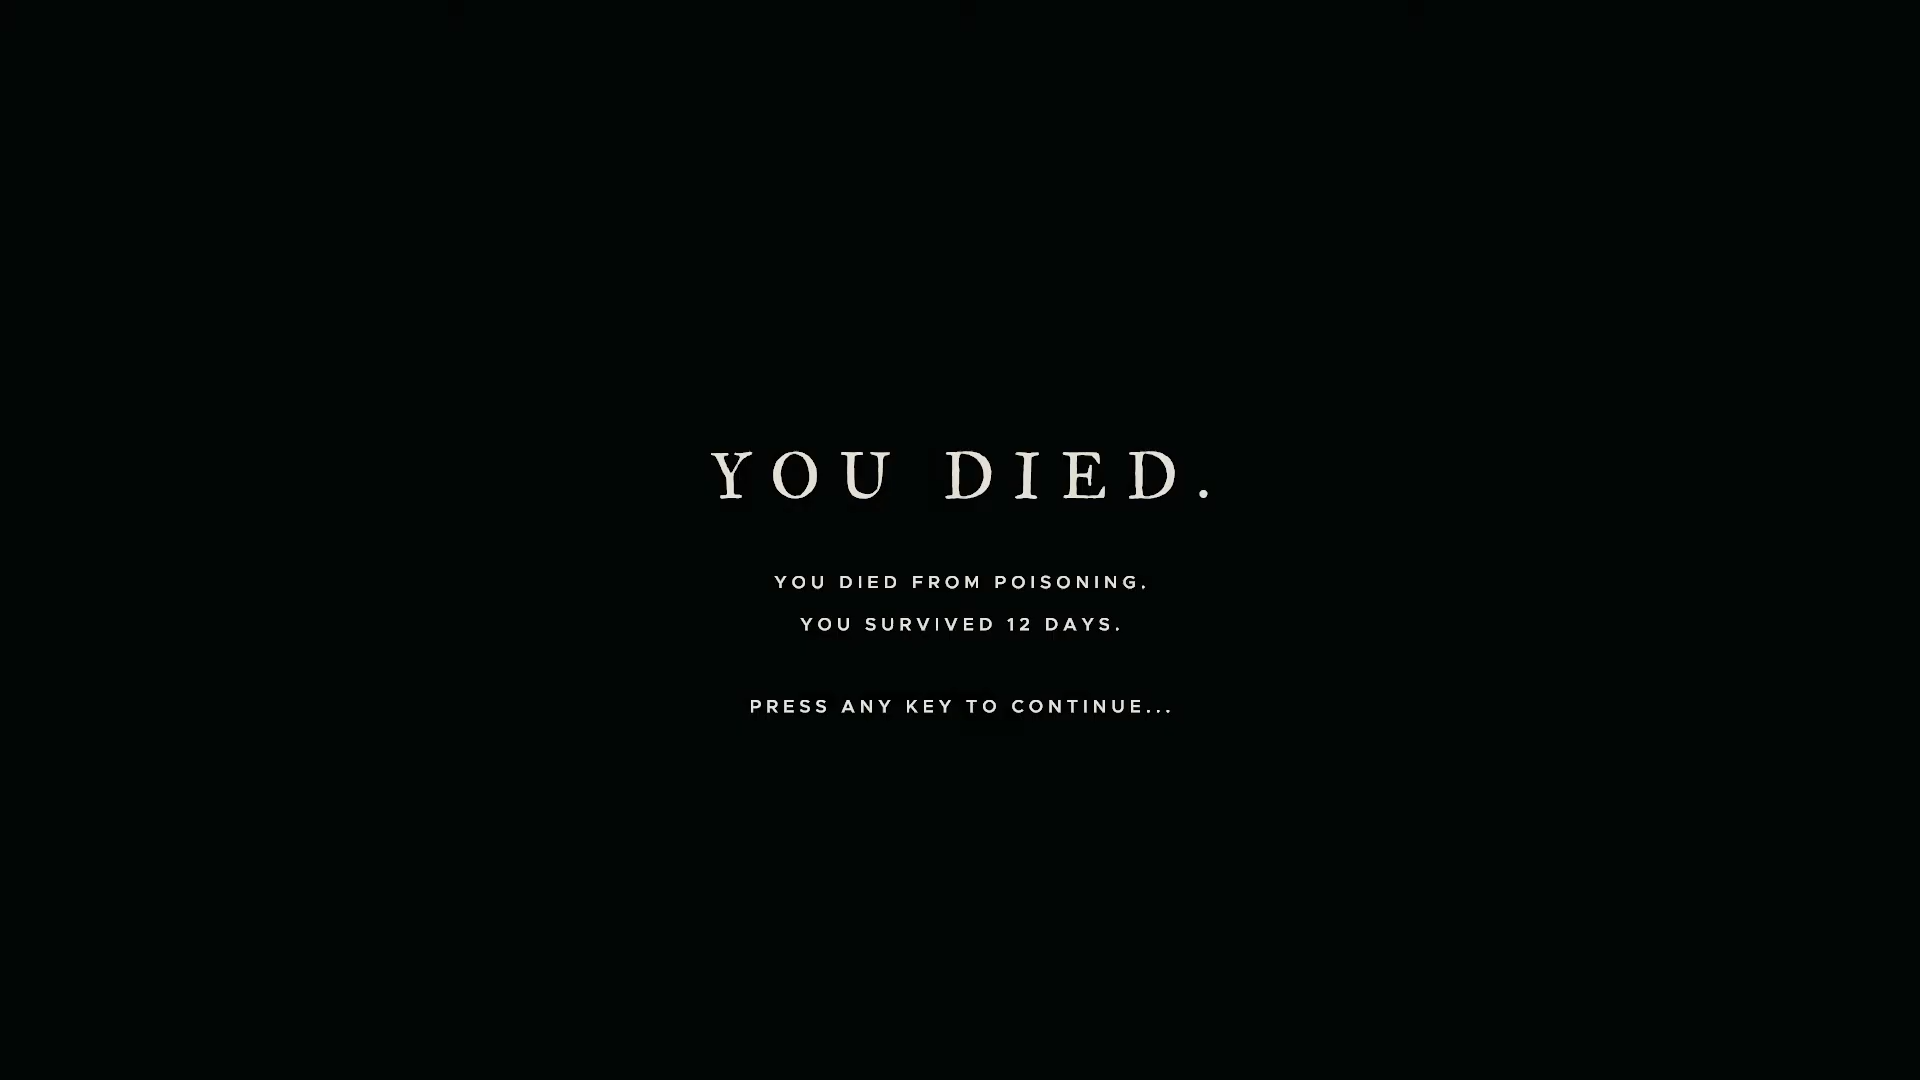 YOU DIED.
YOU DIED FROM POISONING.
YOU SURVIVED 12 DAYS.
PRESS ANY KEY TO CONTINUE...